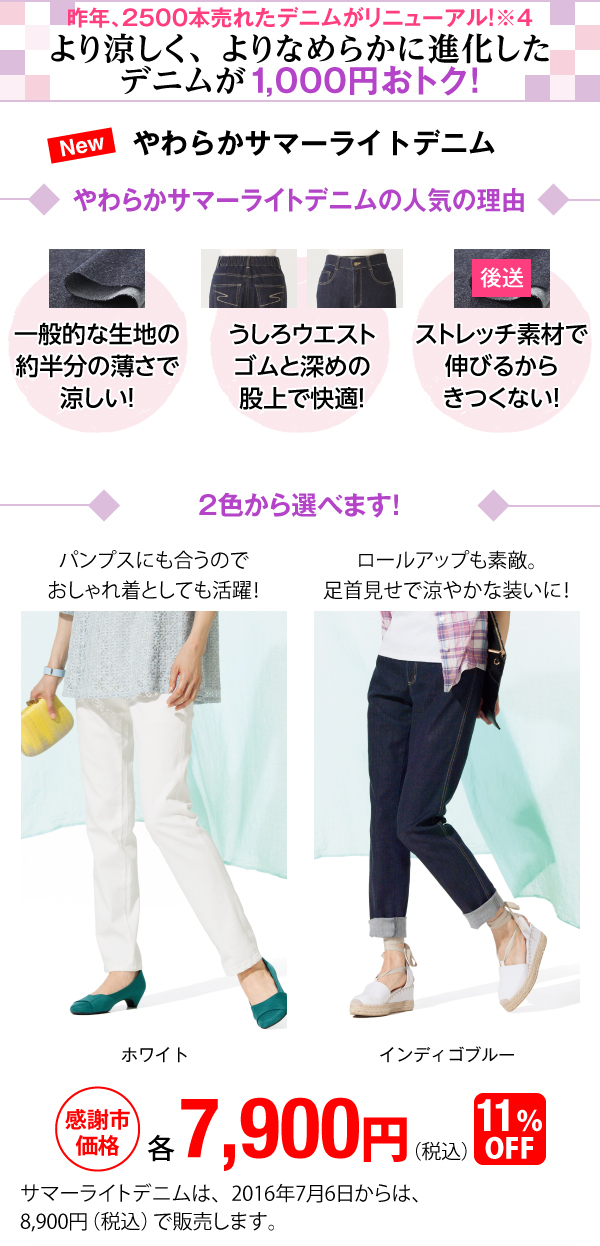 昨年、2500本売れたデニムがリニューアル!※4
より涼しく、よりなめらかに進化した
デニムが1,000円おトク!
New やわらかサマーライトデニム
やわらかサマーライトデニムの人気の理由
後送
一般的な生地の
約半分の薄さで
涼しい!
うしろウエスト
ゴムと深めの
股上で快適!
ストレッチ素材で
伸びるから
きつくない!
2色から選べます!
パンプスにも合うので
おしゃれ着としても活躍!
ロールアップも素敵。
足首見せで涼やかな装いに!
ホワイト
インディゴブルー
感謝市
価格
各7,900円(税込)
11%
OFF
サマーライトデニムは、2016年7月6日からは、
8,900円(税込)で販売します。